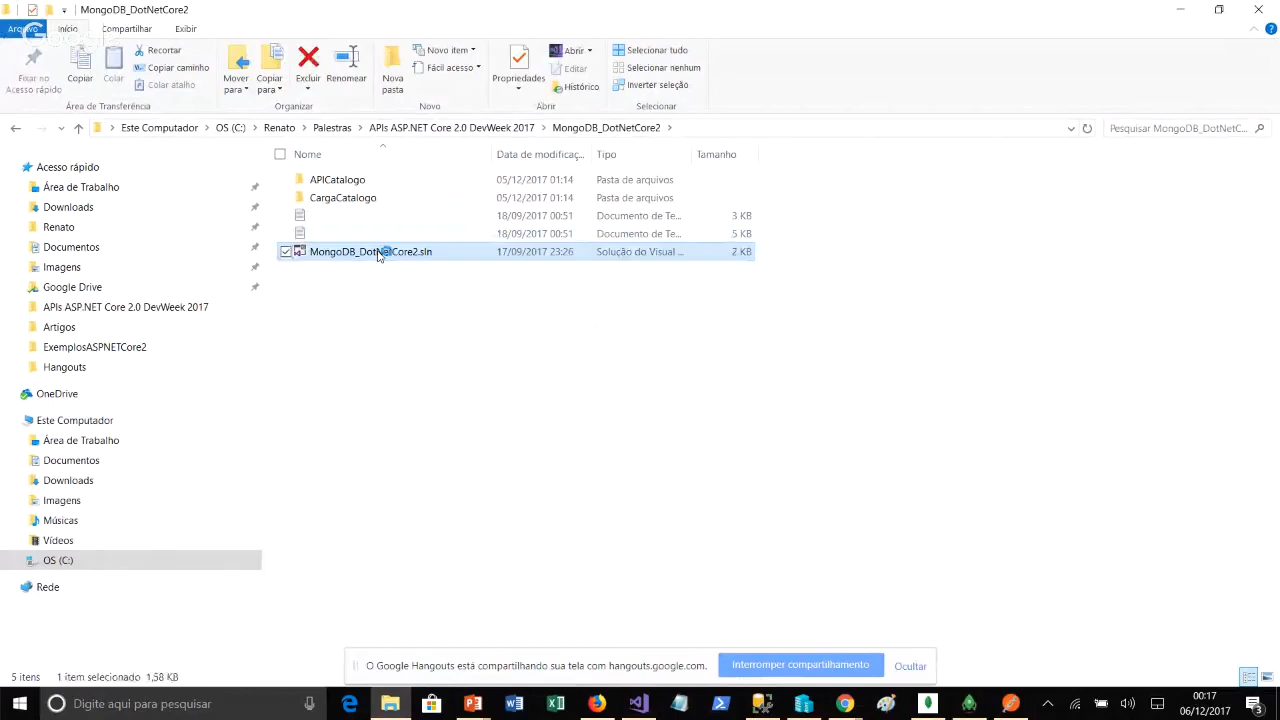 MongoDB_DotNetCore2
Arquivo Início Compartilhar Exibir
Fixar no Acesso rápido
Copiar
Colar
Recortar
Copiar caminho
Colar atalho
Área de Transferência
Mover para
Copiar para
Excluir
Renomear
Organizar
Nova pasta
Novo item
Fácil acesso
Novo
Propriedades
Abrir
Editar
Histórico
Abrir
Selecionar tudo
Selecionar nenhum
Inverter seleção
Selecionar
Este Computador > OS (C:) > Renato > Palestras > APIs ASP.NET Core 2.0 DevWeek 2017 > MongoDB_DotNetCore2 >
Pesquisar MongoDB_DotNetC...
Acesso rápido
Área de Trabalho
Downloads
Renato
Documentos
Imagens
Google Drive
APIs ASP.NET Core 2.0 DevWeek 2017
Artigos
ExemplosASPNETCore2
Hangouts
OneDrive
Este Computador
Área de Trabalho
Documentos
Downloads
Imagens
Músicas
Vídeos
OS (C:)
Rede
Nome Data de modificaç... Tipo Tamanho
APICatalogo 05/12/2017 01:14 Pasta de arquivos
CargaCatalogo 05/12/2017 01:14 Pasta de arquivos
18/09/2017 00:51 Documento de Te... 3 KB
18/09/2017 00:51 Documento de Te... 5 KB
MongoDB_DotNetCore2.sln 17/09/2017 23:26 Solução do Visual ... 2 KB
O Google Hangouts está compartilhando sua tela com hangouts.google.com. Interromper compartilhamento Ocultar
5 itens 1 item selecionado 1,58 KB
Digite aqui para pesquisar
00:17
06/12/2017
3